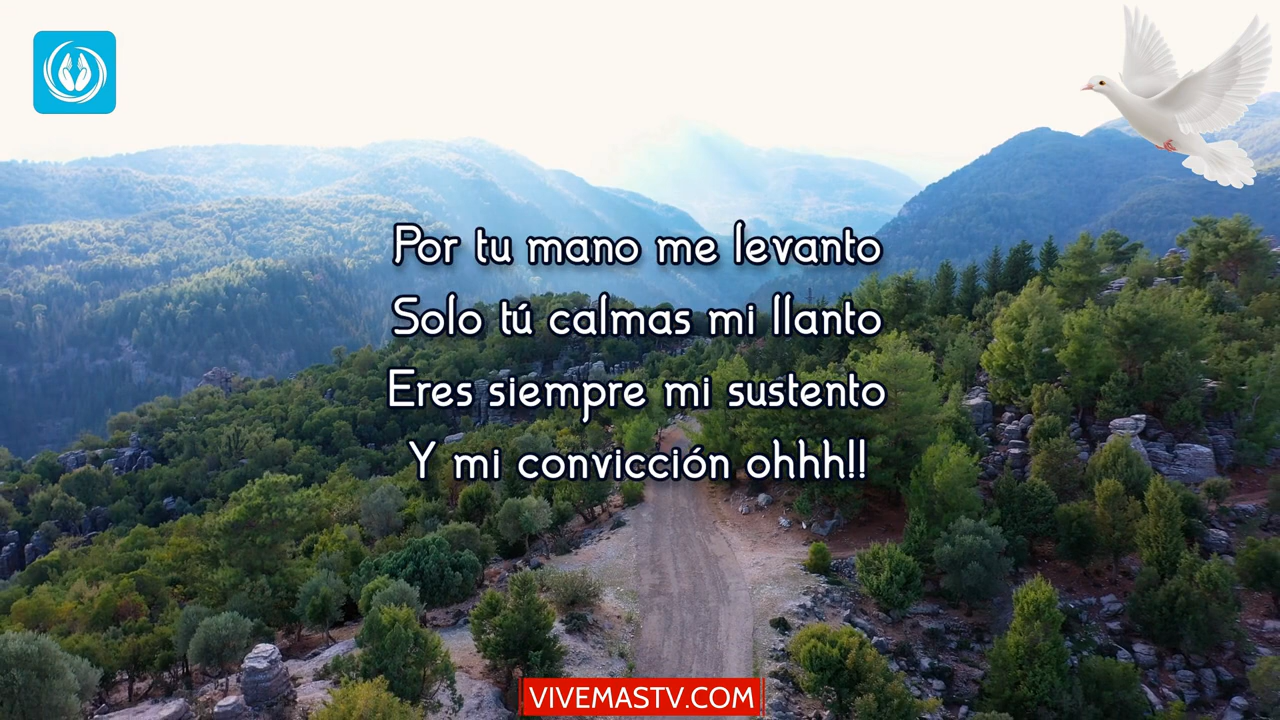 Por tu mano me levanto
Solo tú calmas mi llanto
Eres siempre mi sustento
Y mi convicción ohhh!!
VIVEMASTV.COM